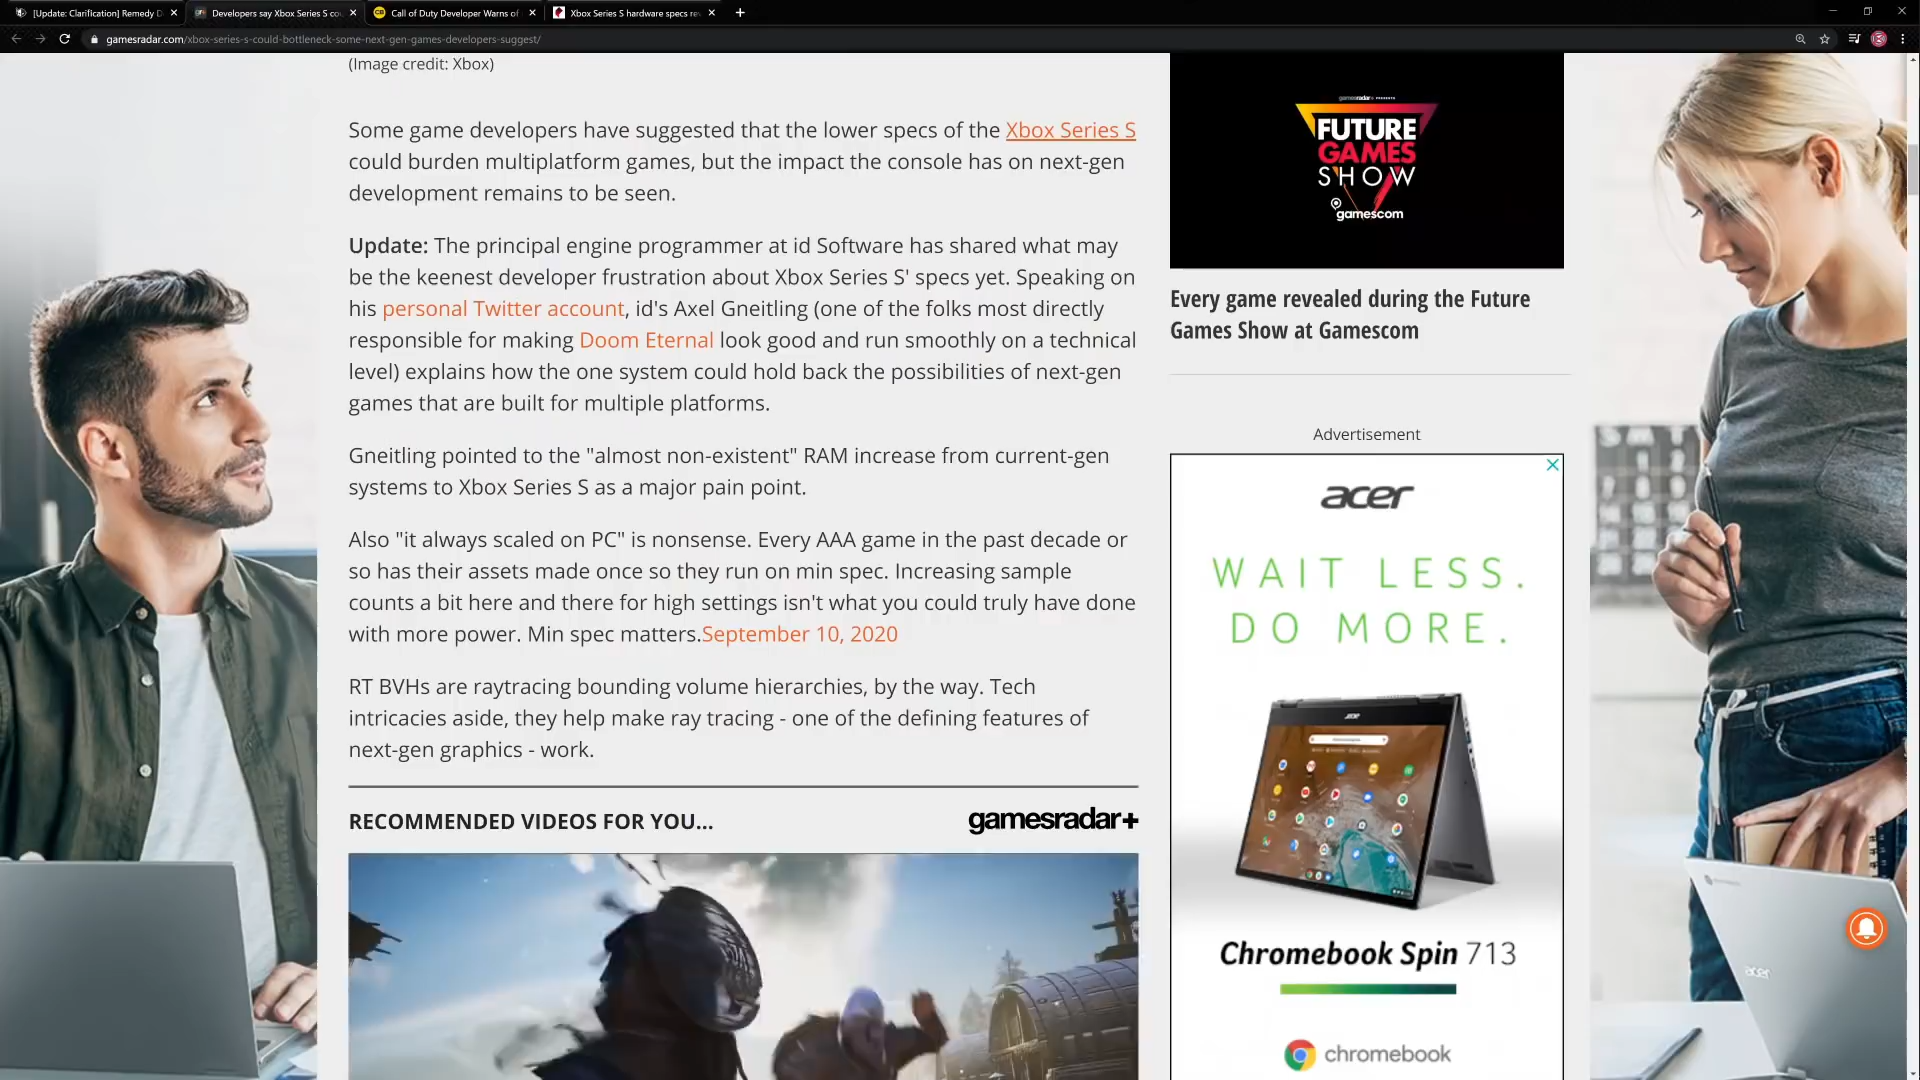 [Update: Clarification] Remedy D
Developers say Xbox Series S cou
Call of Duty Developer Warns of
Xbox Series S hardware specs re
gamesradar.com/xbox-series-s-could-bottleneck-some-next-gen-games-developers-suggest/
(Image credit: Xbox)
Some game developers have suggested that the lower specs of the Xbox Series S
could burden multiplatform games, but the impact the console has on next-gen
development remains to be seen.
Update: The principal engine programmer at id Software has shared what may
be the keenest developer frustration about Xbox Series S' specs yet. Speaking on
his personal Twitter account, id's Axel Gneitling (one of the folks most directly
responsible for making Doom Eternal look good and run smoothly on a technical
level) explains how the one system could hold back the possibilities of next-gen
games that are built for multiple platforms.
Gneitling pointed to the "almost non-existent" RAM increase from current-gen
systems to Xbox Series S as a major pain point.
Also "it always scaled on PC" is nonsense. Every AAA game in the past decade or
so has their assets made once so they run on min spec. Increasing sample
counts a bit here and there for high settings isn't what you could truly have done
with more power. Min spec matters.September 10, 2020
RT BVHs are raytracing bounding volume hierarchies, by the way. Tech
intricacies aside, they help make ray tracing - one of the defining features of
next-gen graphics - work.
RECOMMENDED VIDEOS FOR YOU...
gamesradar+
gamesradar+ PRESENTS
FUTURE
GAMES
SHOW
gamescom
Every game revealed during the Future
Games Show at Gamescom
Advertisement
acer
WAIT LESS.
DO MORE.
acer
Chromebook Spin 713
chromebook
acer